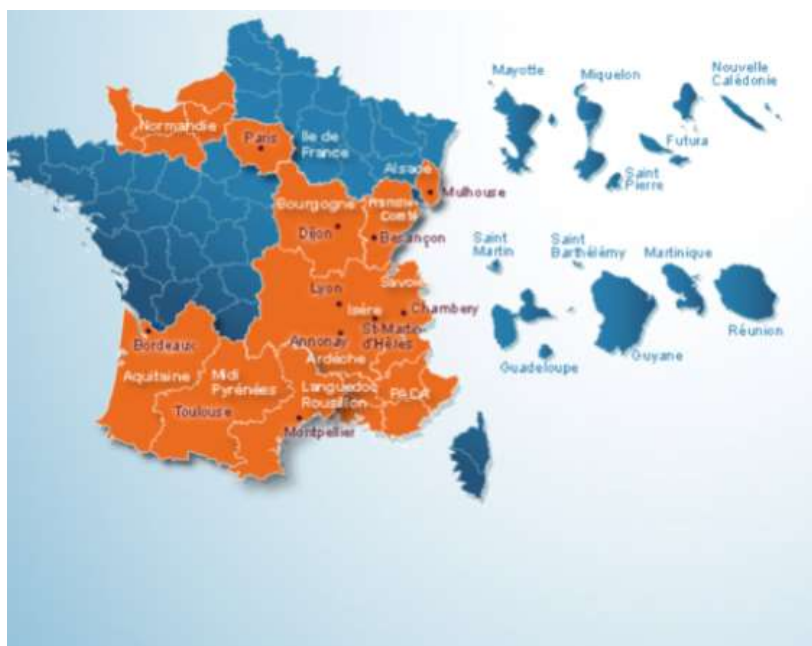 Mayotte
Miquelon
Nouvelle
Calédonie
Normandie
Paris
Ile de
France
Futura
Alsace
Saint
Pierre
Mulhouse
Bourgogne
Franche
Comté
Dijon
Besançon
Saint
Martin
Saint
Barthélémy
Martinique
Savoie
Lyon
Isère
Chambery
Bordeaux
Annonay
St Martin
d'Hères
Réunion
Ardèche
Guadeloupe
Guyane
Aquitaine
Midi
Pyrénées
Languedoc
Rousillon
PACA
Toulouse
Montpellier